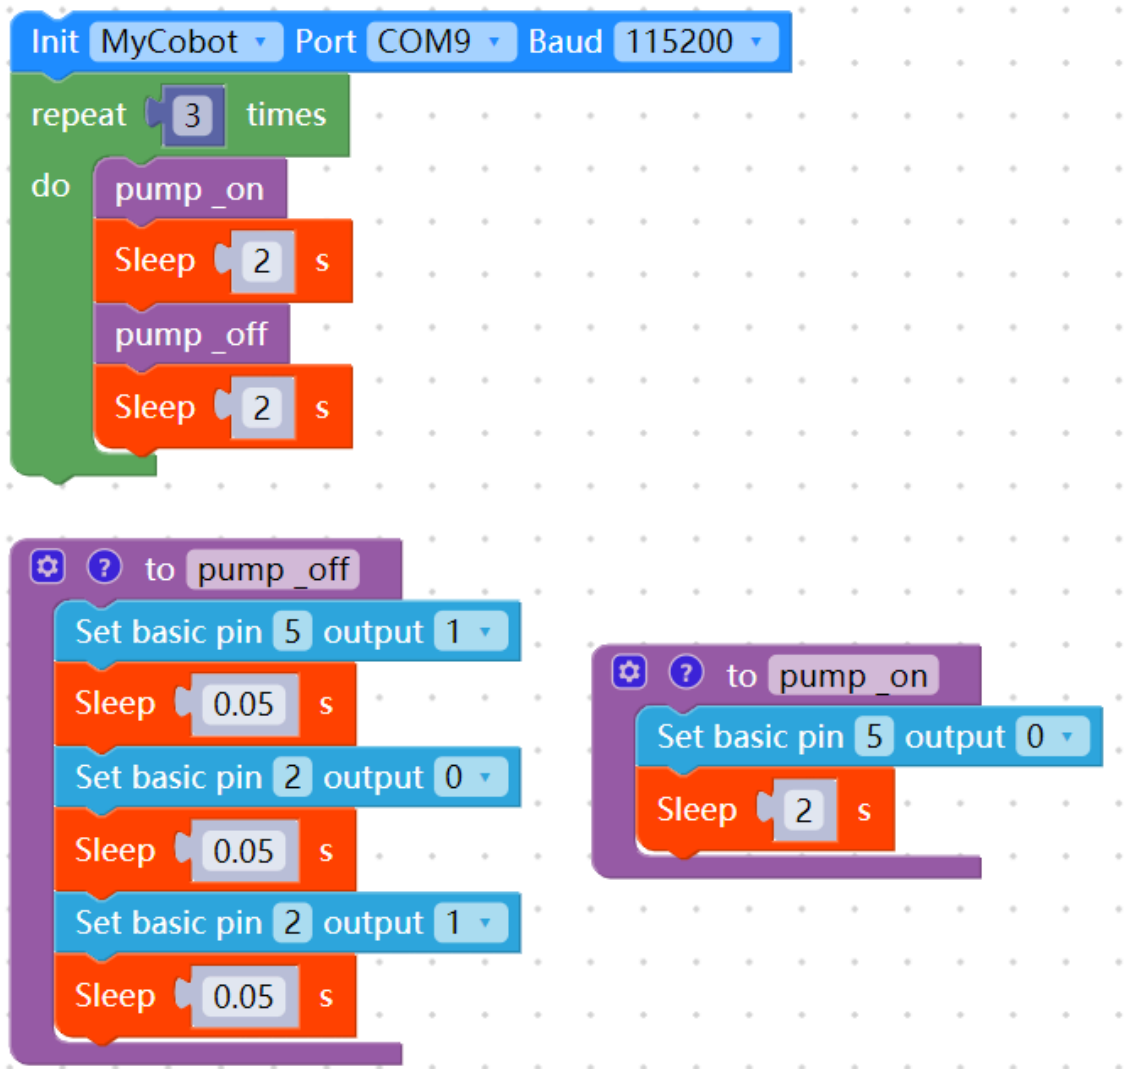 Init MyCobot Port COM9 Baud 115200
repeat 3 times
do pump _on
Sleep 2 s
pump _off
Sleep 2 s
? to pump _off
Set basic pin 5 output 1
Sleep 0.05 s
Set basic pin 2 output 0
Sleep 0.05 s
Set basic pin 2 output 1
Sleep 0.05 s
? to pump _on
Set basic pin 5 output 0
Sleep 2 s